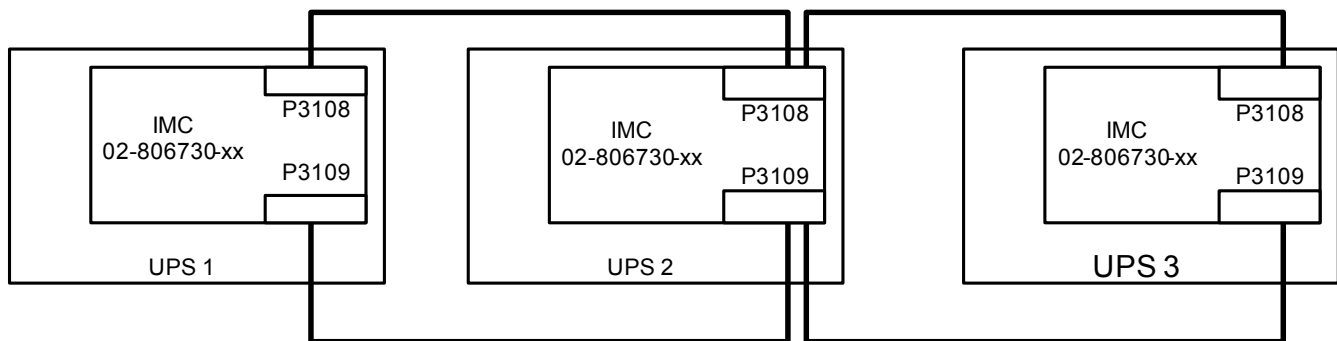 P3108
IMC
02-806730-xx
P3109
UPS 1
P3108
IMC
02-806730-xx
P3109
UPS 2
P3108
IMC
02-806730-xx
P3109
UPS 3